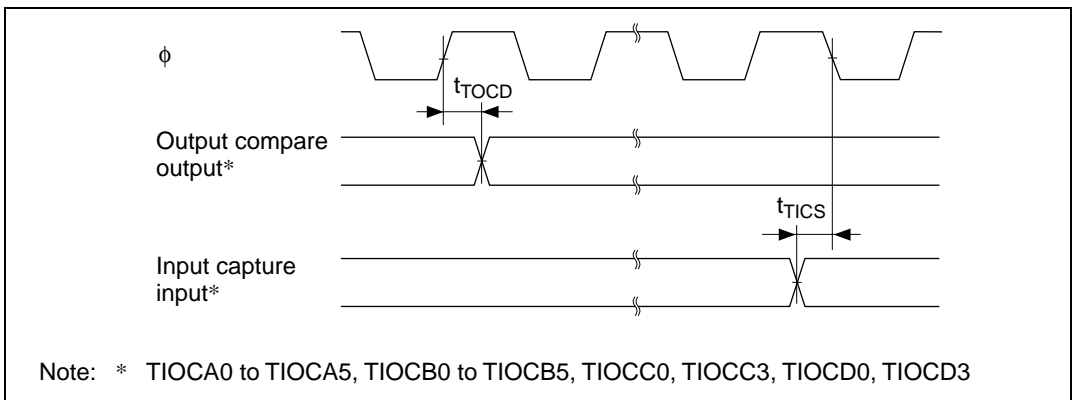 ϕ
tTOCD
Output compare
output*
tTICS
Input capture
input*
Note: * TIOCA0 to TIOCA5, TIOCB0 to TIOCB5, TIOCC0, TIOCC3, TIOCD0, TIOCD3